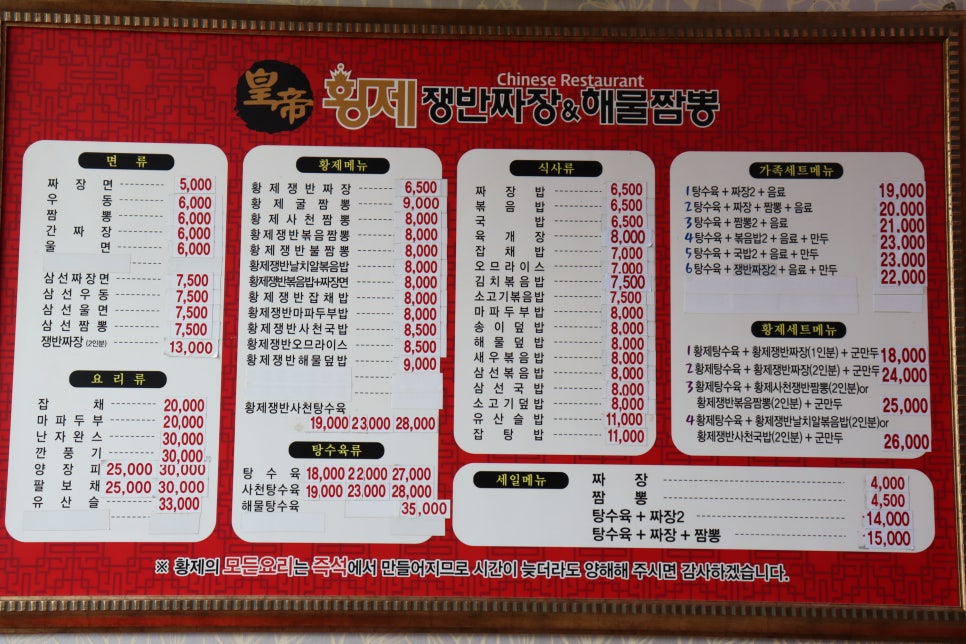 皇帝 황제 Chinese Restaurant
쟁반짜장&해물짬뽕
면 류
짜 장 면 5,000
우 동 6,000
짬 뽕 6,000
간 짜 장 6,000
울 면 6,000
삼선짜장면 7,500
삼 선 우 동 7,500
삼 선 울 면 7,500
삼 선 짬 뽕 7,500
쟁반짜장 (2인분) 13,000
요 리 류
잡 채 20,000
마 파 두 부 20,000
난 자 완 스 30,000
깐 풍 기 30,000
양 장 피 25,000 30,000
팔 보 채 25,000 30,000
유 산 슬 33,000
황제메뉴
황 제 쟁 반 짜 장 6,500
황 제 굴 짬 뽕 9,000
황 제 사 천 짬 뽕 8,000
황제쟁반볶음짬뽕 8,000
황 제 쟁 반 불 짬 뽕 8,000
황제쟁반날치알볶음밥 8,000
황제쟁반볶음밥+짜장면 8,000
황 제 쟁 반 잡 채 밥 8,000
황제쟁반마파두부밥 8,000
황제쟁반사천국밥 8,500
황제쟁반오므라이스 8,500
황제쟁반해물덮밥 9,000
황제쟁반사천탕수육
19,000 23,000 28,000
탕수육류
탕 수 육 18,000 22,000 27,000
사천탕수육 19,000 23,000 28,000
해물탕수육 35,000
식사류
짜 장 밥 6,500
볶 음 밥 6,500
국 밥 6,500
육 개 장 8,000
잡 채 밥 7,000
오 므 라 이 스 7,000
김 치 볶 음 밥 7,500
소고기볶음밥 7,500
마 파 두 부 밥 8,000
송 이 덮 밥 8,000
해 물 덮 밥 8,000
새 우 볶 음 밥 8,000
삼 선 볶 음 밥 8,000
삼 선 국 밥 8,000
소 고 기 덮 밥 8,000
유 산 슬 밥 11,000
잡 탕 밥 11,000
가족세트메뉴
1 탕수육 + 짜장2 + 음료 19,000
2 탕수육 + 짜장 + 짬뽕 + 음료 20.000
3 탕수육 + 짬뽕2 + 음료 21.000
4 탕수육 + 볶음밥2 + 음료 + 만두 23,000
5 탕수육 + 국밥2 + 음료 + 만두 23.000
6 탕수육 + 쟁반짜장2 + 음료 + 만두 22,000
황제세트메뉴
1 황제탕수육 + 황제쟁반짜장(1인분) + 군만두 18,000
2 황제탕수육 + 황제쟁반짜장(2인분) + 군만두 24,000
3 황제탕수육 + 황제사천쟁반짬뽕(2인분)or
황제쟁반볶음짬뽕(2인분) + 군만두 25,000
4 황제탕수육 + 황제쟁반날치알볶음밥(2인분)or
황제쟁반사천국밥(2인분) + 군만두 26,000
세일메뉴
짜 장 4,000
짬 뽕 4,500
탕수육 + 짜장2 14,000
탕수육 + 짜장 + 짬뽕 15,000
※ 황제의 모든요리는 즉석에서 만들어지므로 시간이 늦더라도 양해해 주시면 감사하겠습니다.